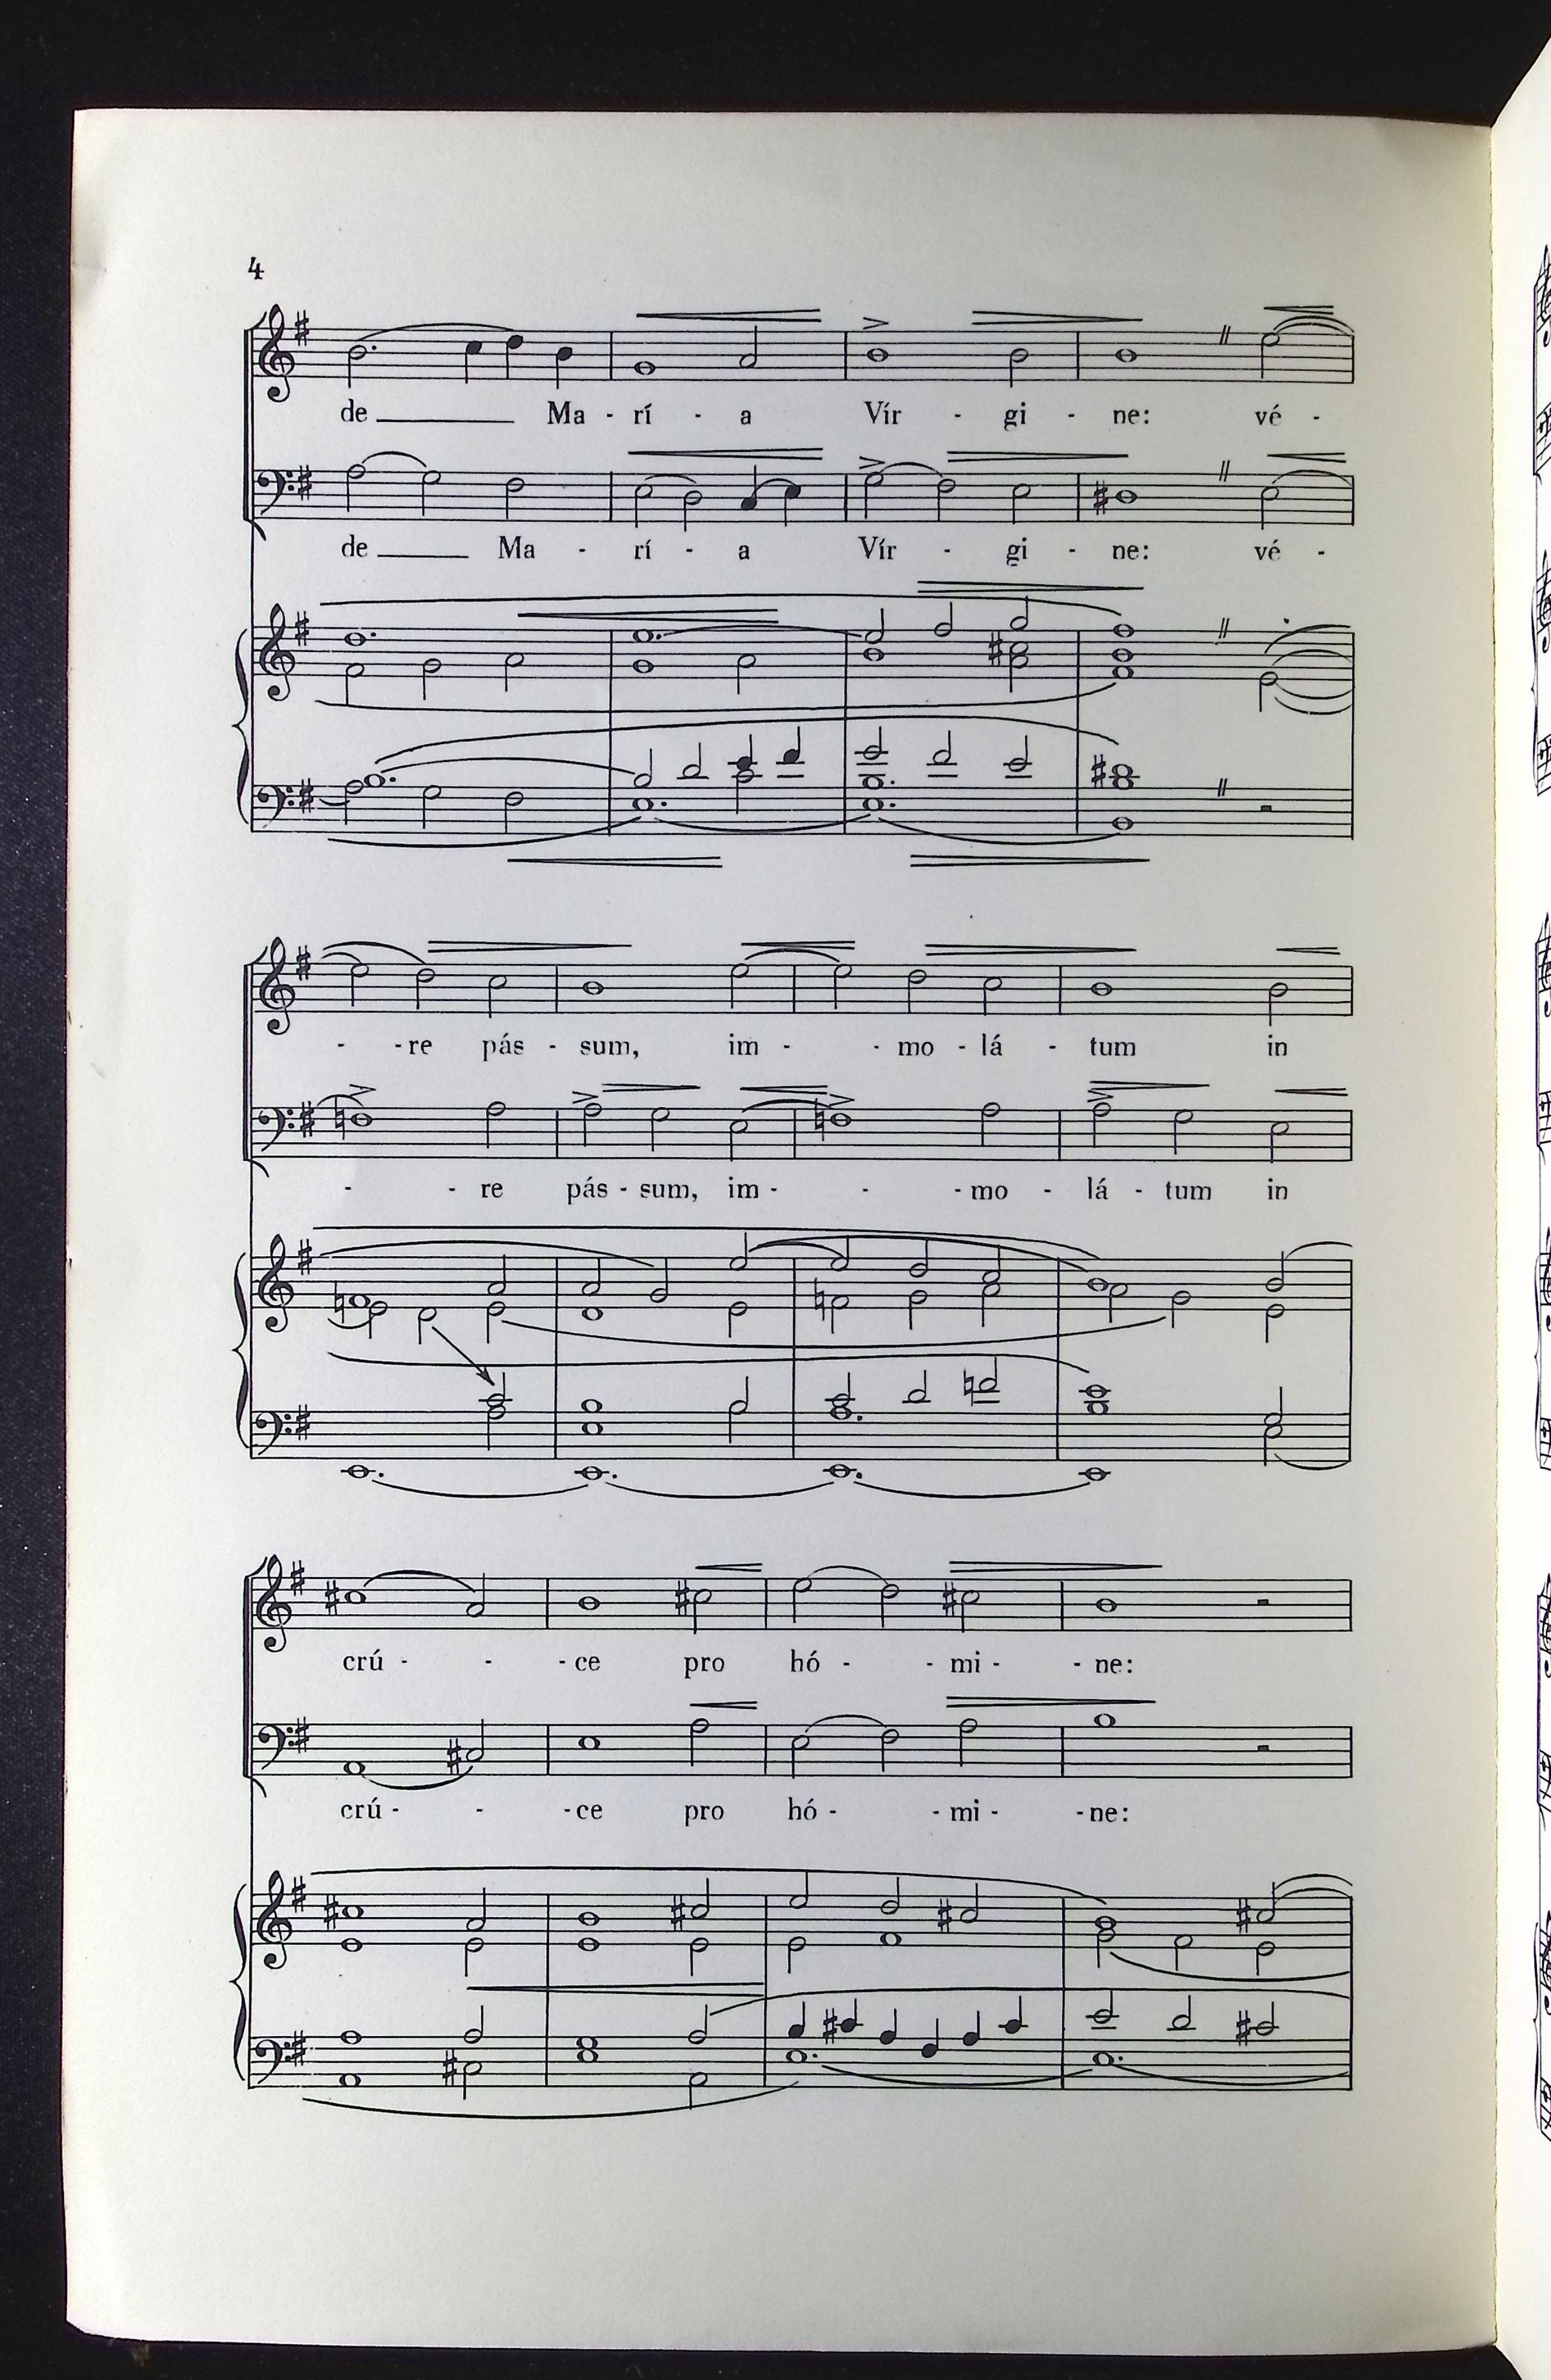 4
de Ma - rí - a Vír - gi - ne: vé -
de Ma - rí - a Vír - gi - ne: vé -
- - re pás - sum, im - - mo - lá - tum in
- - re pás - sum, im - - - mo - lá - tum in
crú - - - ce pro hó - - mi - - ne:
crú - - - ce pro hó - - mi - - ne: